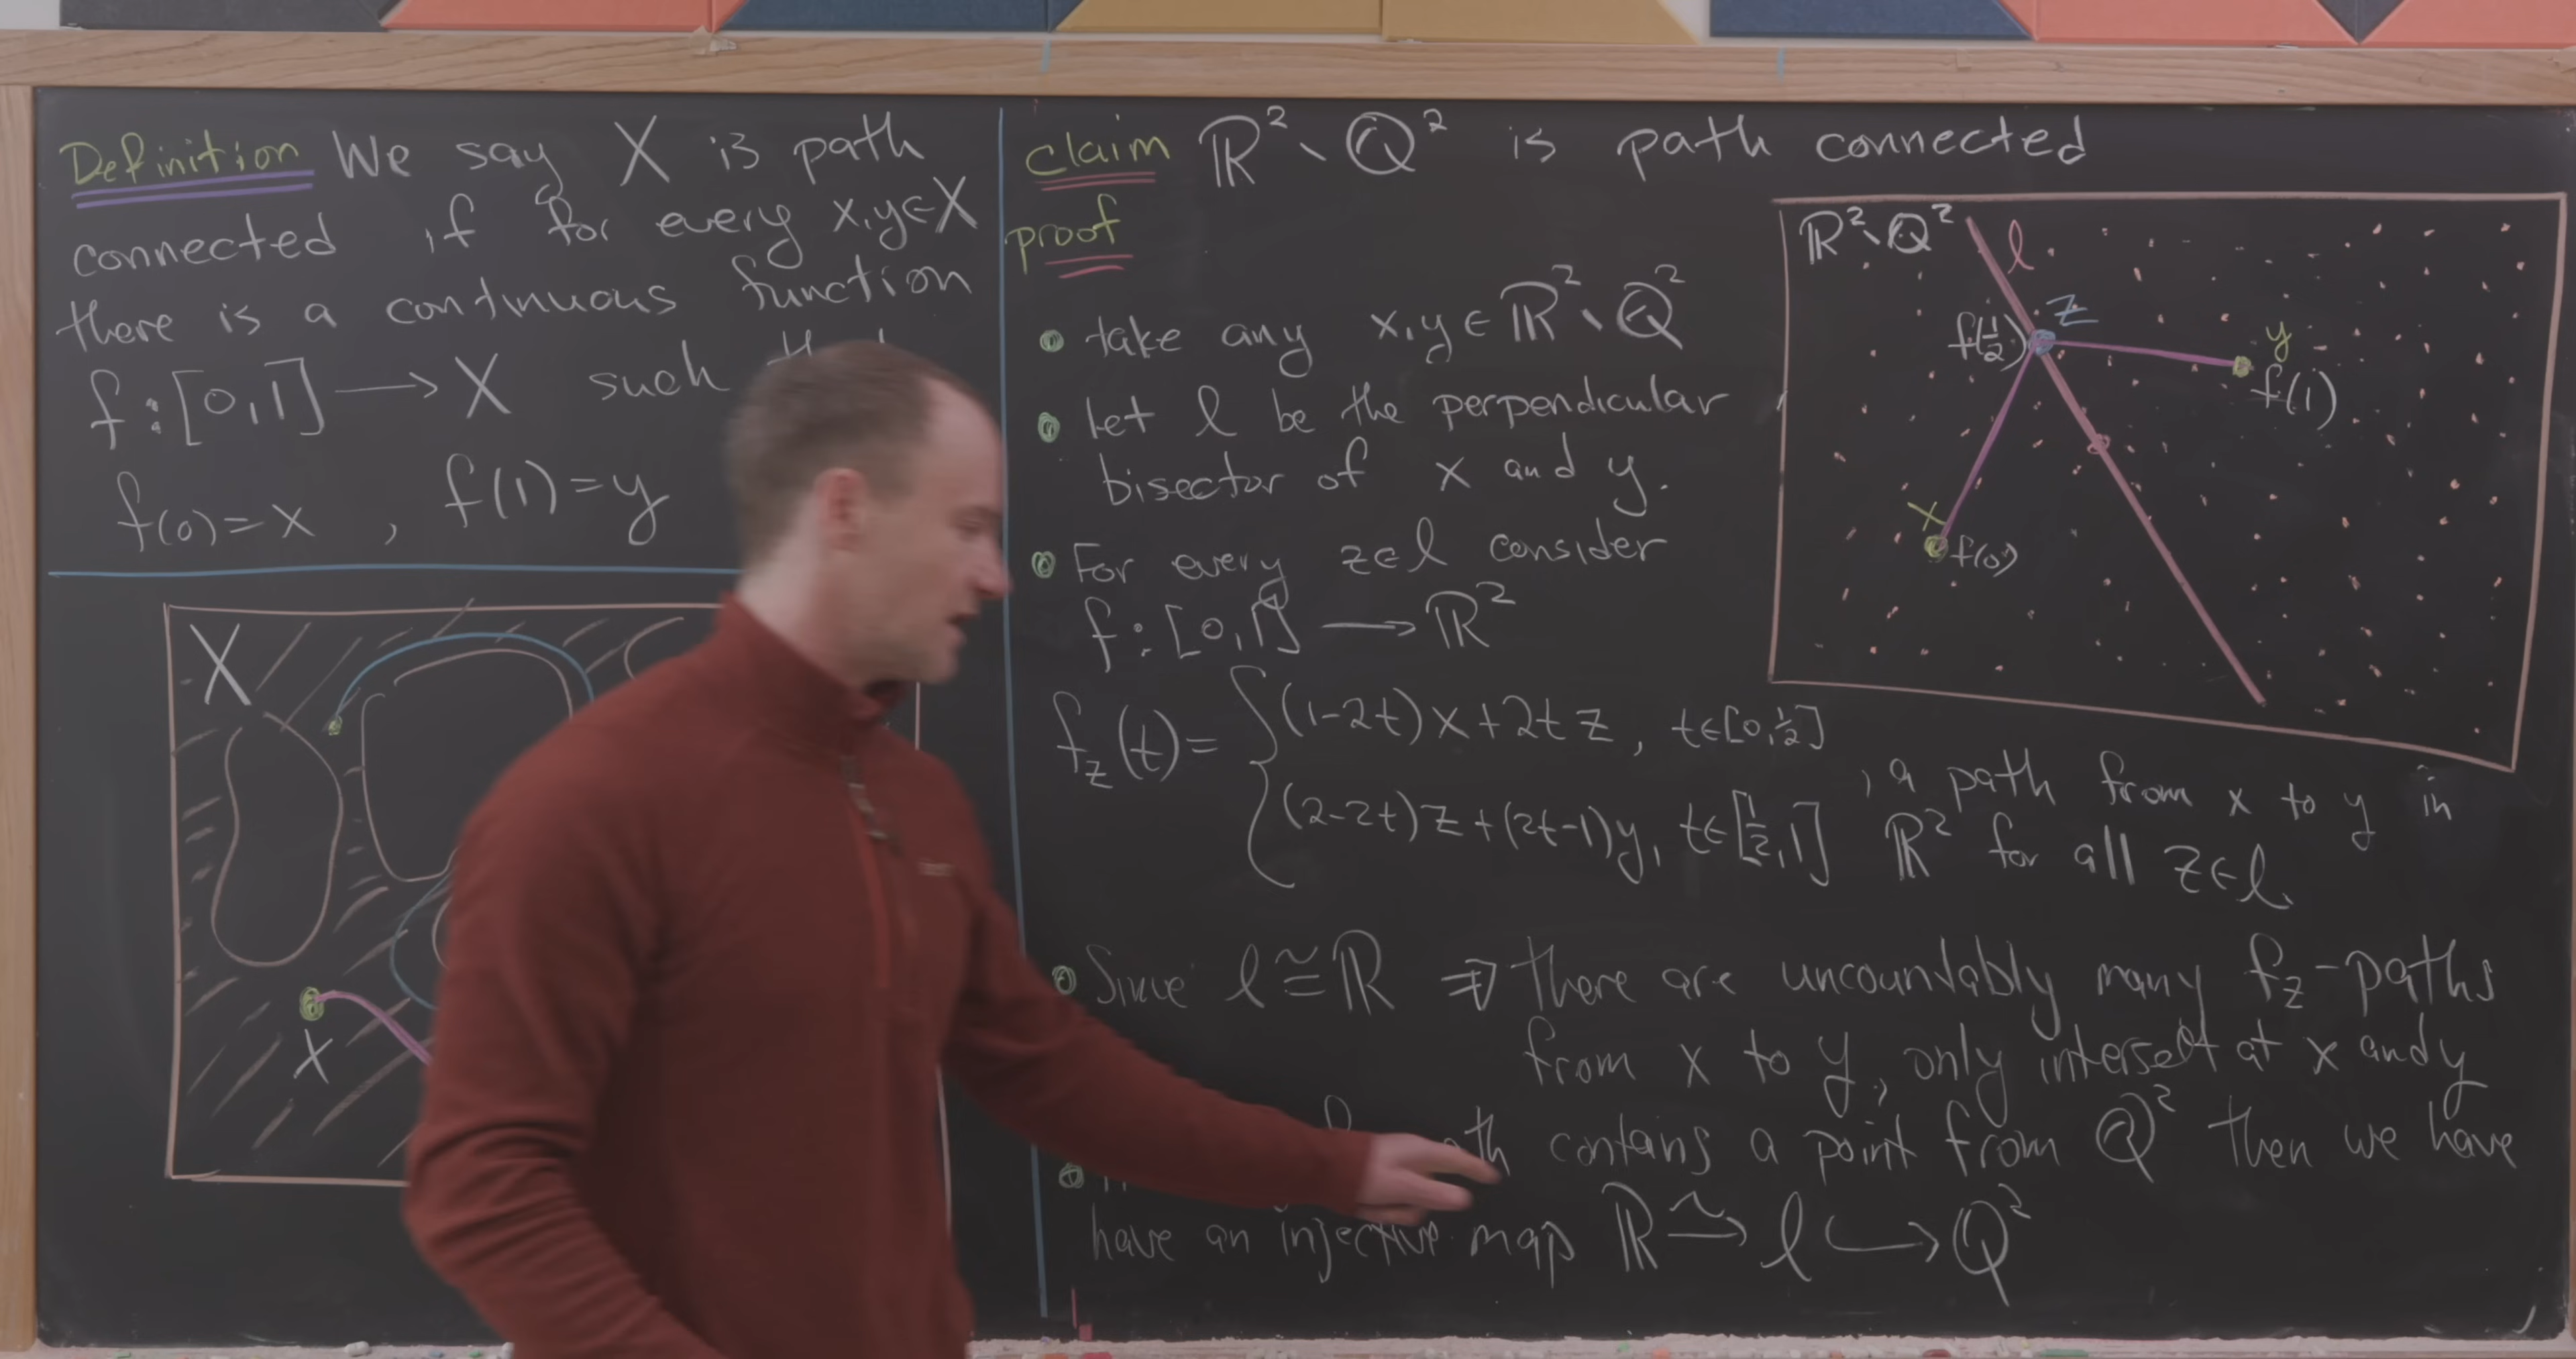 Definition We say X is path
connected if for every x,y∈X
there is a continuous function
f:[0,1]⟶X such
f(0)=x , f(1)=y
X
X
claim ℝ²∖ℚ² is path connected
proof
• take any x,y∈ℝ²∖ℚ²
• Let l be the perpendicular
bisector of x and y.
• For every z∈l consider
f:[0,1]⟶ℝ²
f_z(t)= { (1-2t)x+2tz, t∈[0,1/2]
(2-2t)z+(2t-1)y, t∈[1/2,1]
, a path from x to y in
ℝ² for all z∈l.
• Since l≅ℝ ⇒ there are uncountably many f_z-paths
from x to y, only intersect at x and y
contains a point from ℚ² then we have
have an injective map ℝ ⥲ l ↪ ℚ²
ℝ²∖ℚ²
l
f(1/2)
z
y
f(1)
x
f(0)